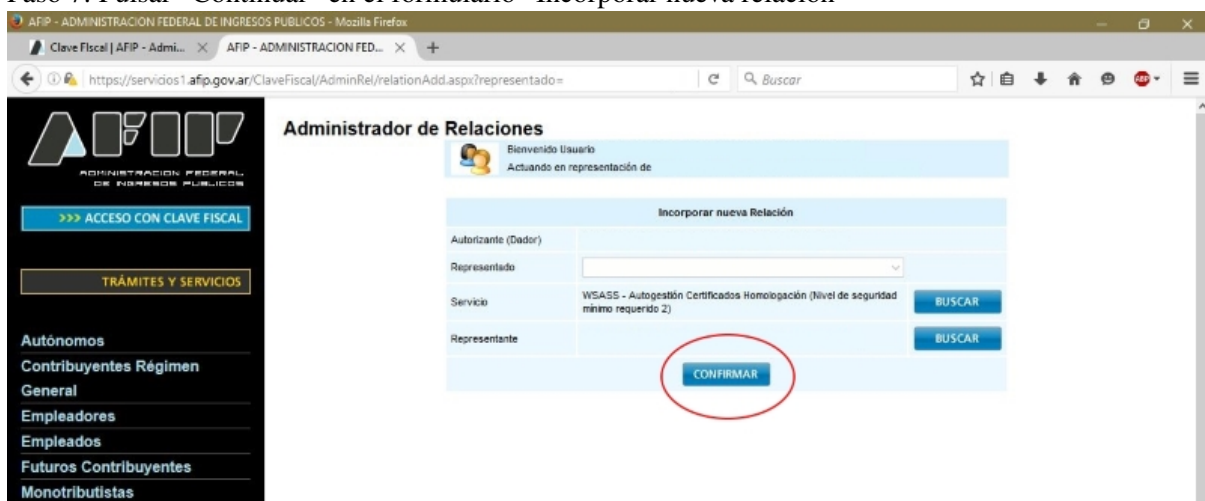 Paso 7: Pulsar "Continuar" en el formulario "Incorporar nueva relación"
AFIP - ADMINISTRACION FEDERAL DE INGRESOS PUBLICOS - Mozilla Firefox
Clave Fiscal | AFIP - Admi...
AFIP - ADMINISTRACION FED...
https://servicios1.afip.gov.ar/ClaveFiscal/AdminRel/relationAdd.aspx?representado=
Buscar
ABP
AFIP
ADMINISTRACION FEDERAL
DE INGRESOS PUBLICOS
>>> ACCESO CON CLAVE FISCAL
TRÁMITES Y SERVICIOS
Autónomos
Contribuyentes Régimen
General
Empleadores
Empleados
Futuros Contribuyentes
Monotributistas
Administrador de Relaciones
Bienvenido Usuario
Actuando en representación de
Incorporar nueva Relación
Autorizante (Dador)
Representado
Servicio
WSASS - Autogestión Certificados Homologación (Nivel de seguridad
mínimo requerido 2)
BUSCAR
Representante
BUSCAR
CONFIRMAR